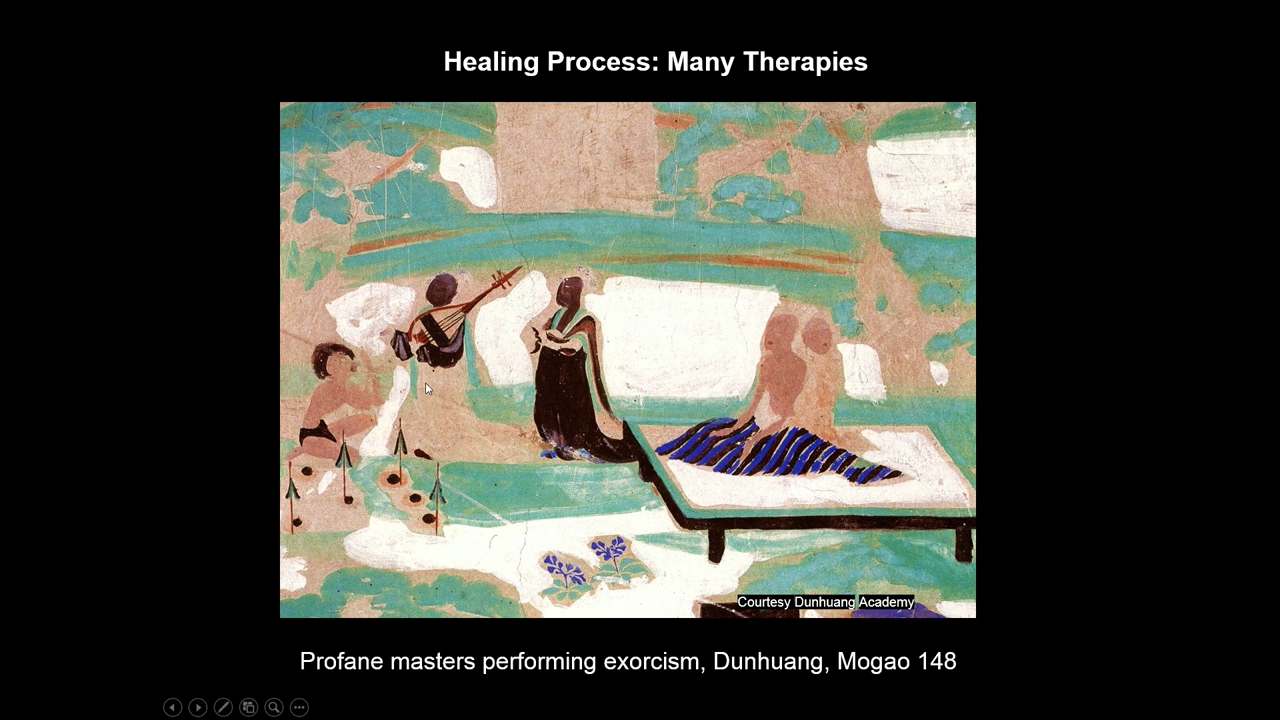 Healing Process: Many Therapies
Courtesy Dunhuang Academy
Profane masters performing exorcism, Dunhuang, Mogao 148